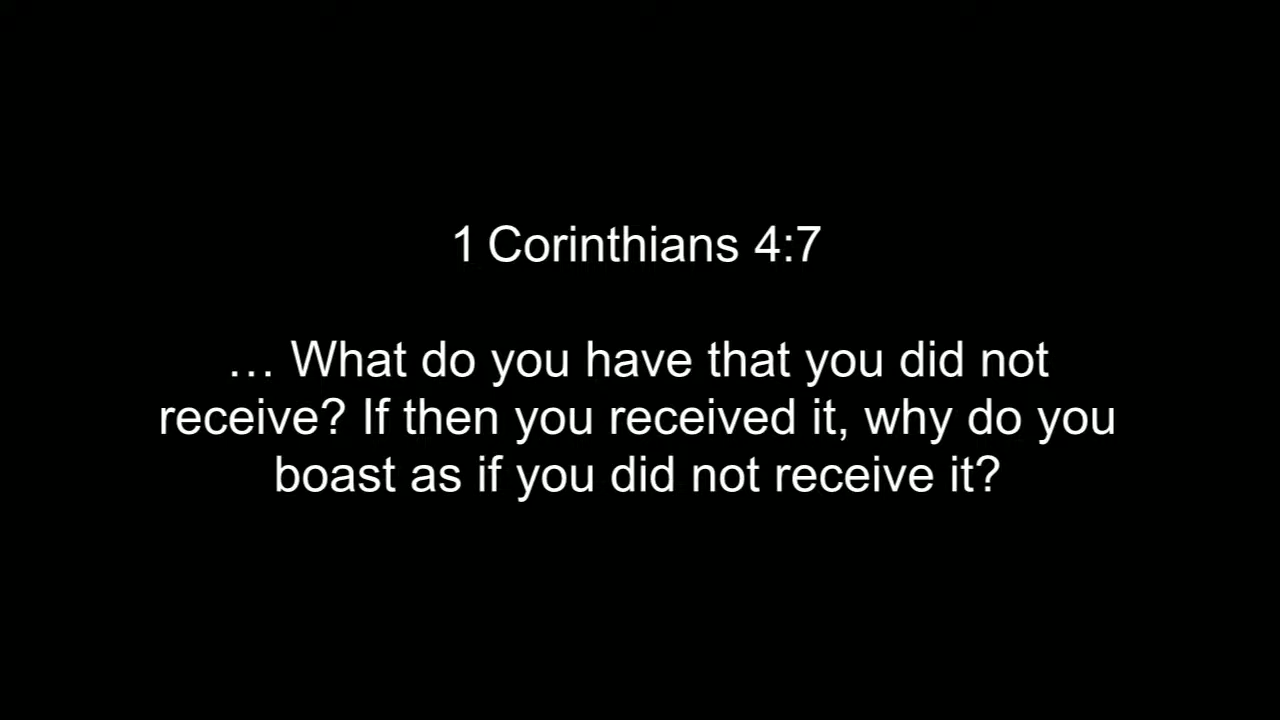 1 Corinthians 4:7
… What do you have that you did not
receive? If then you received it, why do you
boast as if you did not receive it?